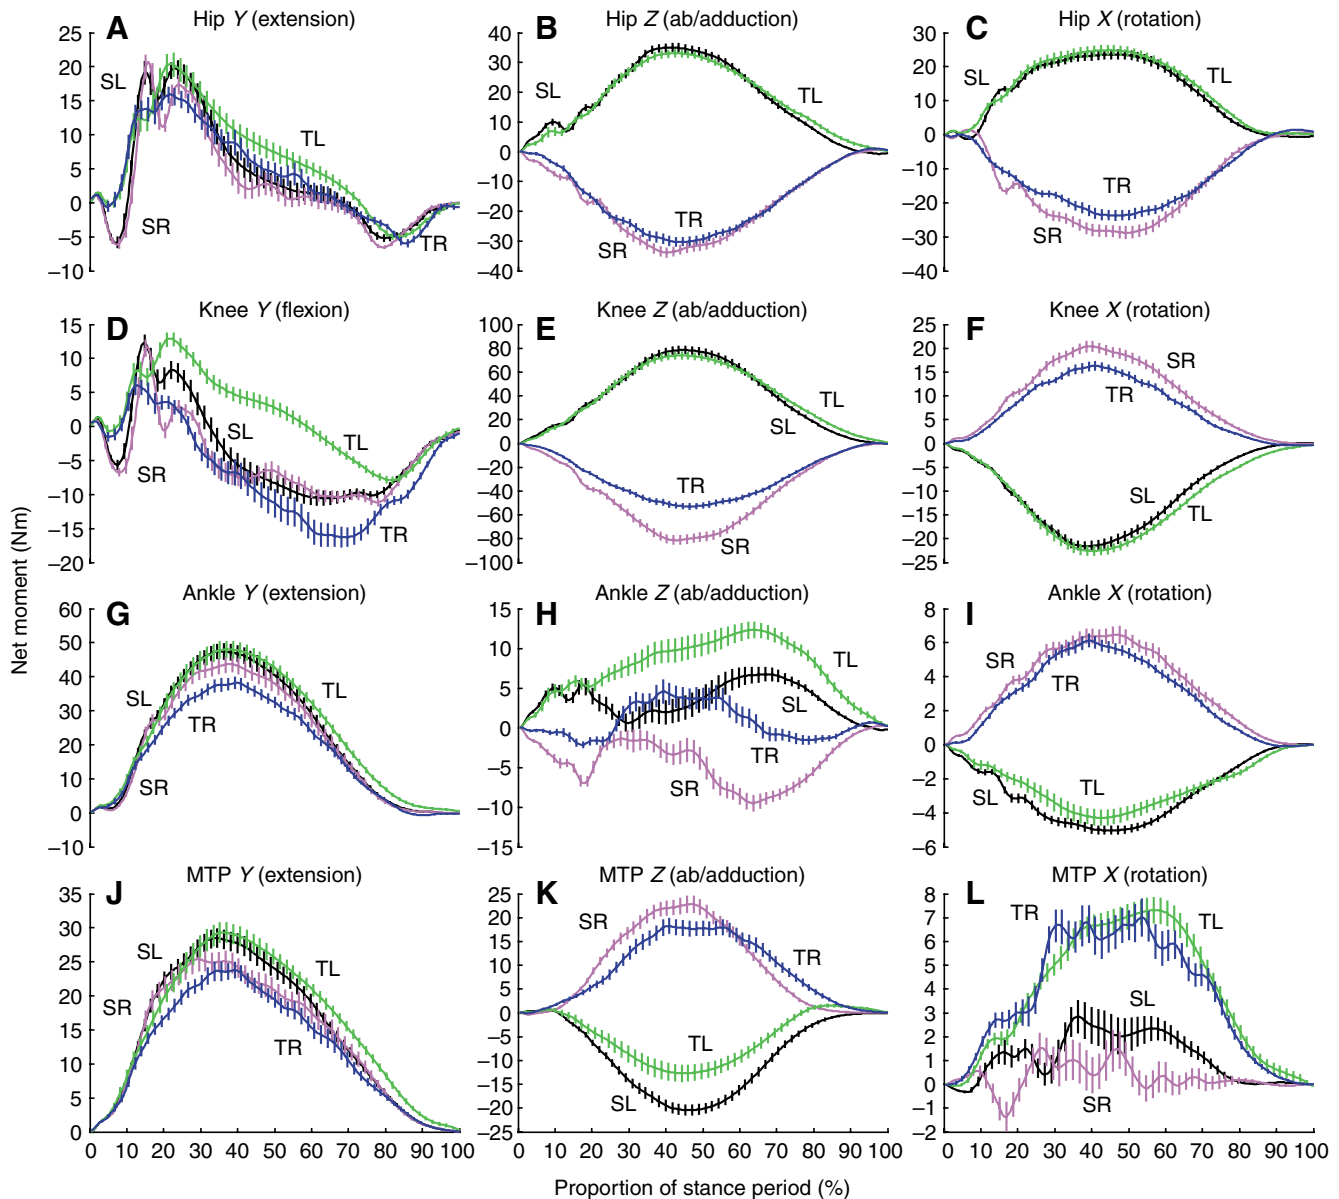 A Hip Y (extension)
B Hip Z (ab/adduction)
C Hip X (rotation)
25
20
15
10
5
0
–5
–10
SL
TL
SR
TR
40
30
20
10
0
–10
–20
–30
–40
SL
TL
TR
SR
30
20
10
0
–10
–20
–30
–40
SL
TL
TR
SR
D Knee Y (flexion)
E Knee Z (ab/adduction)
F Knee X (rotation)
15
10
5
0
–5
–10
–15
–20
SL
TL
SR
TR
100
80
60
40
20
0
–20
–40
–60
–80
–100
TL
SL
TR
SR
25
20
15
10
5
0
–5
–10
–15
–20
–25
SR
TR
SL
TL
Net moment (Nm)
G Ankle Y (extension)
H Ankle Z (ab/adduction)
I Ankle X (rotation)
60
50
40
30
20
10
0
–10
SL
TL
TR
SR
15
10
5
0
–5
–10
–15
TL
SL
TR
SR
8
6
4
2
0
–2
–4
–6
SR
TR
TL
SL
J MTP Y (extension)
K MTP Z (ab/adduction)
L MTP X (rotation)
35
30
25
20
15
10
5
0
SL
TL
SR
TR
25
20
15
10
5
0
–5
–10
–15
–20
–25
SR
TR
TL
SL
8
7
6
5
4
3
2
1
0
–1
–2
TR
TL
SL
SR
0 10 20 30 40 50 60 70 80 90 100
0 10 20 30 40 50 60 70 80 90 100
0 10 20 30 40 50 60 70 80 90 100
Proportion of stance period (%)